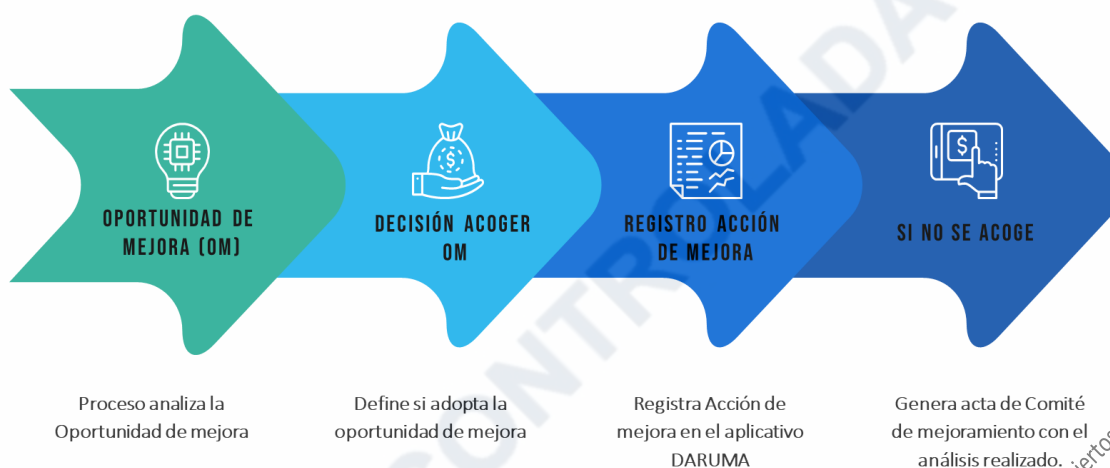 OPORTUNIDAD DE
MEJORA (OM)
DECISIÓN ACOGER
OM
REGISTRO ACCIÓN
DE MEJORA
SI NO SE ACOGE
Proceso analiza la
Oportunidad de mejora
Define si adopta la
oportunidad de mejora
Registra Acción de
mejora en el aplicativo
DARUMA
Genera acta de Comité
de mejoramiento con el
análisis realizado.
CONTROLADA